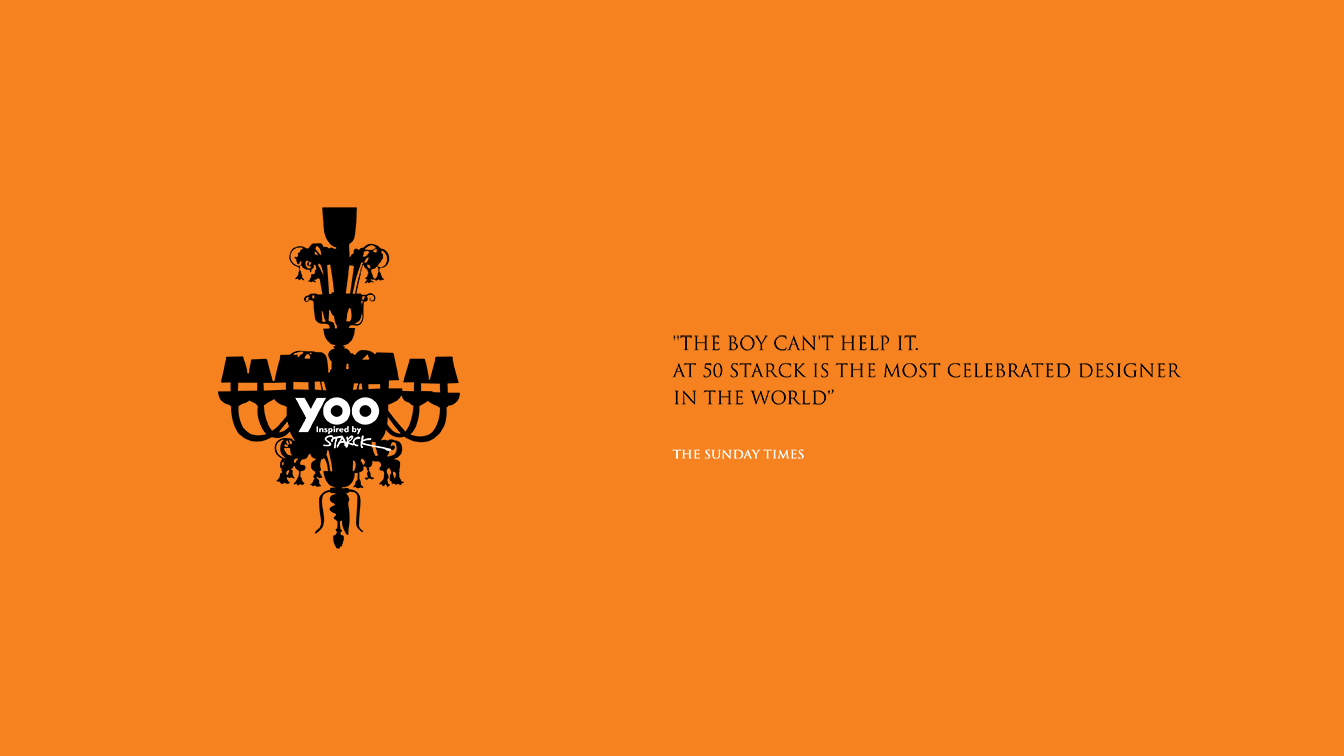 yoo
Inspired by
STARCK
"THE BOY CAN'T HELP IT.
AT 50 STARCK IS THE MOST CELEBRATED DESIGNER
IN THE WORLD"
THE SUNDAY TIMES